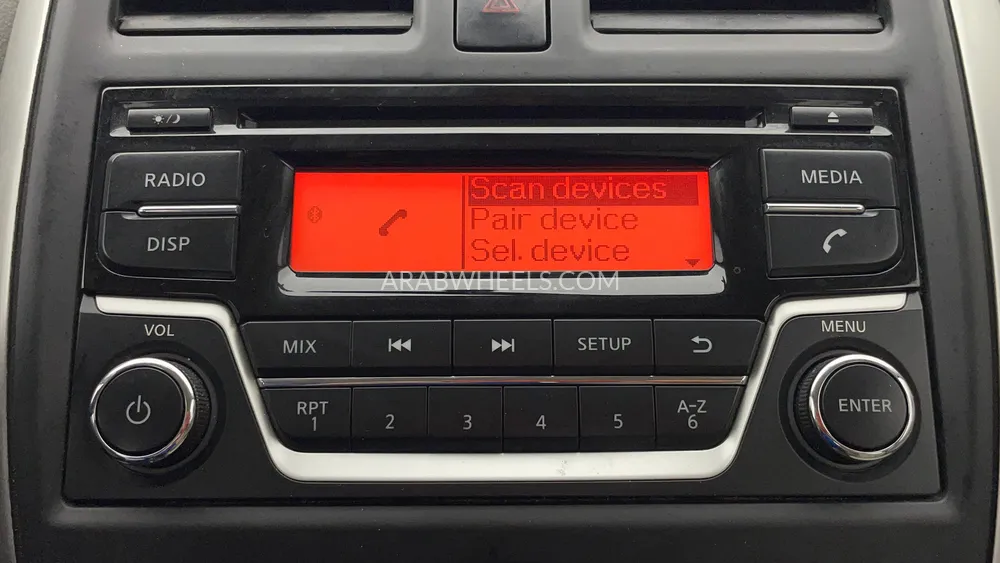 RADIO
MEDIA
DISP
Scan devices
Pair device
Sel. device
ARABWHEELS.COM
VOL
MENU
MIX
SETUP
ENTER
RPT
1
2
3
4
5
A-Z
6